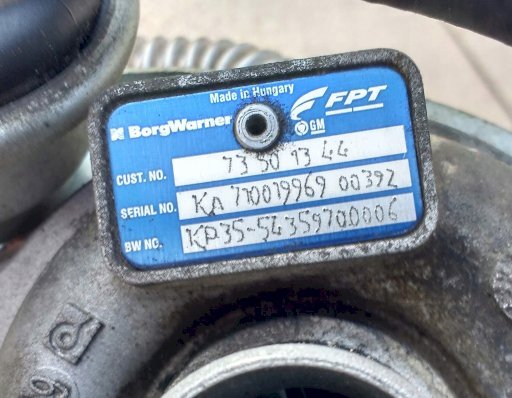 Made in Hungary
BorgWarner
FPT
GM
CUST. NO. 73 50 13 44
SERIAL NO. KA 710019969 00392
BW NO. KP35-54359700006